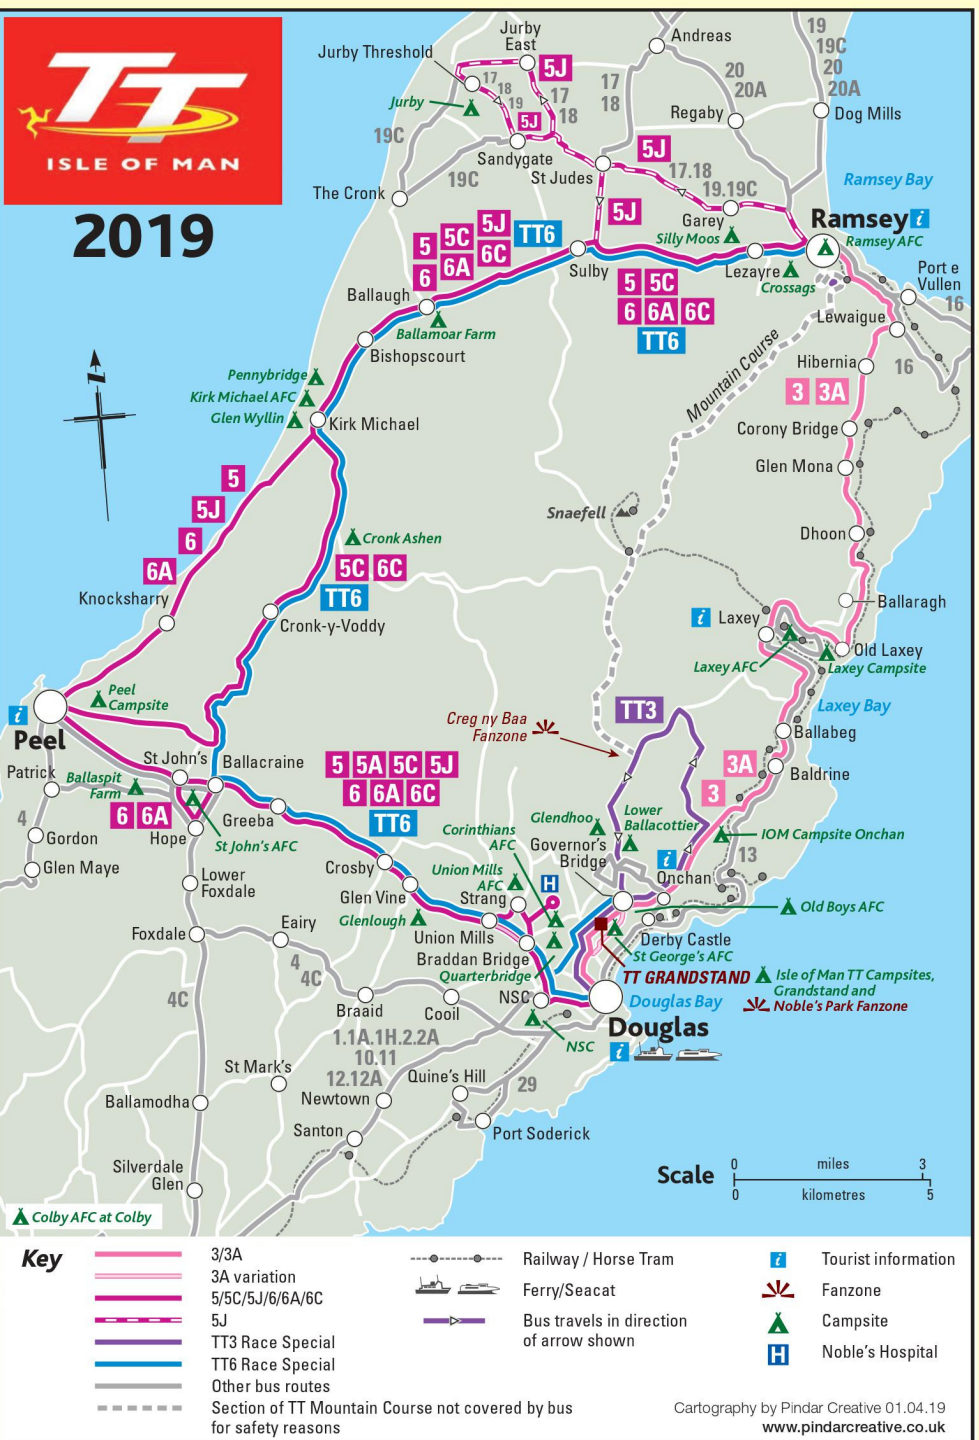 TT
ISLE OF MAN
2019
Jurby Threshold
Jurby
East
5J
Jurby
17
18
19
5J
17
18
19C
Sandygate
19C
The Cronk
St Judes
17
18
Andreas
20
20A
Regaby
19
19C
20
20A
Dog Mills
5J
17.18
19.19C
5J
Garey
Silly Moos
Ramsey Bay
Ramsey i
Ramsey AFC
Port e
Vullen
16
5 5C 5J TT6
6 6A 6C
Sulby
Lezayre
Crossags
5 5C
6 6A 6C
TT6
Lewaigue
Ballaugh
Ballamoar Farm
Bishopscourt
Hibernia
16
3 3A
Mountain Course
Pennybridge
Kirk Michael AFC
Glen Wyllin
Kirk Michael
Corony Bridge
Glen Mona
N
5
5J
6
6A
Snaefell
Dhoon
Cronk Ashen
5C 6C
TT6
Knocksharry
Cronk-y-Voddy
Ballaragh
i Laxey
Old Laxey
Laxey AFC
Laxey Campsite
Laxey Bay
Peel
Campsite
i
Peel
TT3
Creg ny Baa
Fanzone
Ballabeg
3A
Baldrine
3
Patrick
St John's
Ballacraine
Ballaspit
Farm
6 6A
5 5A 5C 5J
6 6A 6C
TT6
Greeba
Hope
St John's AFC
4
Gordon
Glen Maye
Lower
Foxdale
Crosby
Glen Vine
Glenlough
Corinthians
AFC
Union Mills
AFC
Strang
H
Glendhoo
Lower
Ballacottier
Governor's
Bridge
i
Onchan
IOM Campsite Onchan
13
Old Boys AFC
Foxdale
Eairy
4
4C
Union Mills
Braddan Bridge
Quarterbridge
Derby Castle
St George's AFC
TT GRANDSTAND
Isle of Man TT Campsites,
Grandstand and
Noble's Park Fanzone
4C
Braaid
Cooil
NSC
Douglas Bay
Douglas
i
NSC
1.1A.1H.2.2A
10.11
12.12A
St Mark's
Quine's Hill
29
Ballamodha
Newtown
Santon
Port Soderick
Silverdale
Glen
Scale
0 miles 3
0 kilometres 5
Colby AFC at Colby
Key
3/3A
3A variation
5/5C/5J/6/6A/6C
5J
TT3 Race Special
TT6 Race Special
Other bus routes
Section of TT Mountain Course not covered by bus
for safety reasons
Railway / Horse Tram
Ferry/Seacat
Bus travels in direction
of arrow shown
i Tourist information
Fanzone
Campsite
H Noble's Hospital
Cartography by Pindar Creative 01.04.19
www.pindarcreative.co.uk